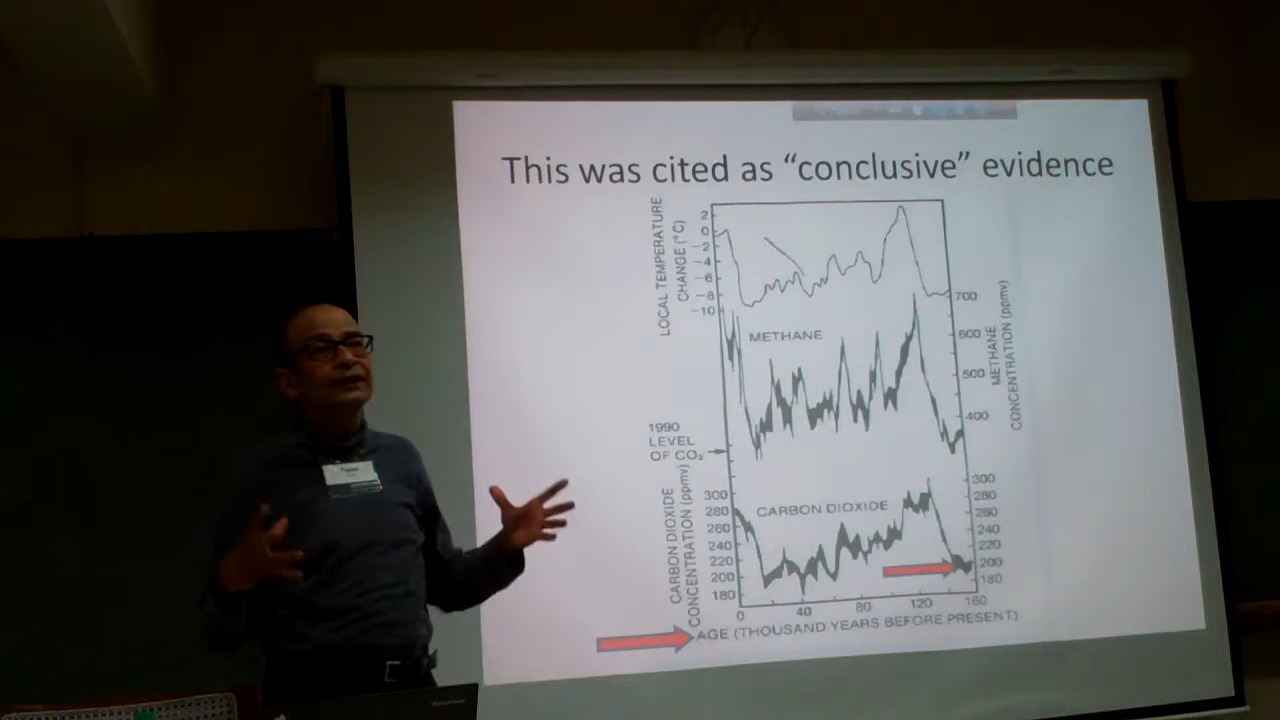 This was cited as “conclusive” evidence
LOCAL TEMPERATURE
CHANGE (°C)
2
0
−2
−4
−6
−8
−10
METHANE
700
600
500
400
METHANE
CONCENTRATION (ppmv)
1990
LEVEL
OF CO₂
CARBON DIOXIDE
CONCENTRATION (ppmv)
300
280
260
240
220
200
180
CARBON DIOXIDE
300
280
260
240
220
200
180
0
40
80
120
160
AGE (THOUSAND YEARS BEFORE PRESENT)